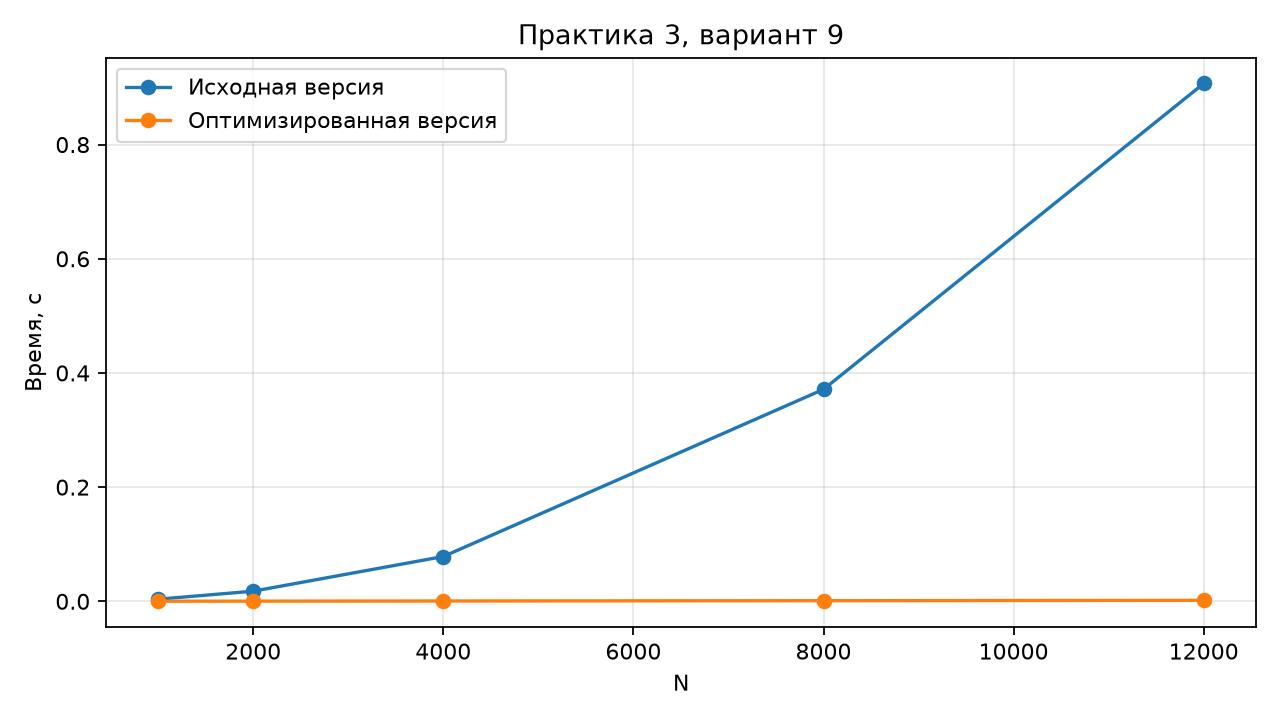 Практика 3, вариант 9
Исходная версия
Оптимизированная версия
Время, с
0.8
0.6
0.4
0.2
0.0
2000 4000 6000 8000 10000 12000
N